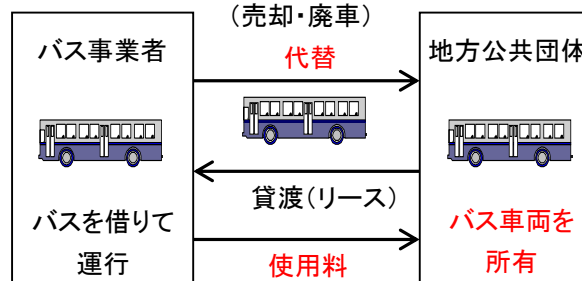 バス事業者
バスを借りて
運行
（売却・廃車）
代替
貸渡（リース）
使用料
地方公共団体
バス車両を
所有